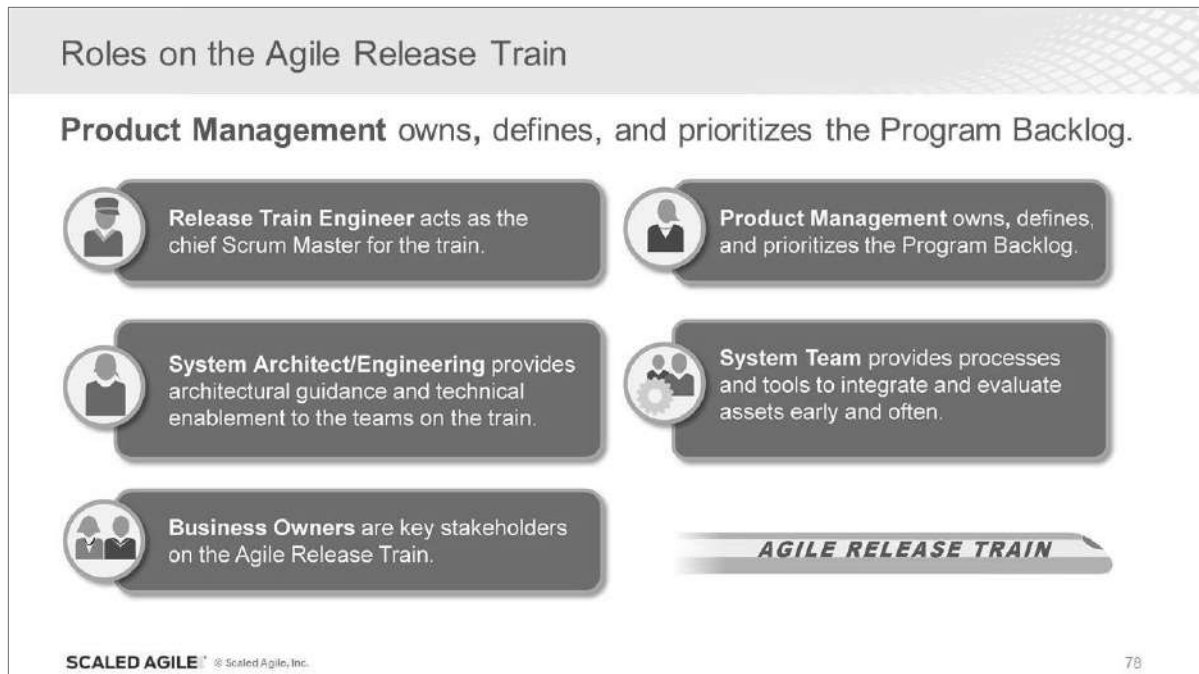 Roles on the Agile Release Train
Product Management owns, defines, and prioritizes the Program Backlog.
Release Train Engineer acts as the
chief Scrum Master for the train.
Product Management owns, defines,
and prioritizes the Program Backlog.
System Architect/Engineering provides
architectural guidance and technical
enablement to the teams on the train.
System Team provides processes
and tools to integrate and evaluate
assets early and often.
Business Owners are key stakeholders
on the Agile Release Train.
AGILE RELEASE TRAIN
SCALED AGILE © Scaled Agile, Inc.
78